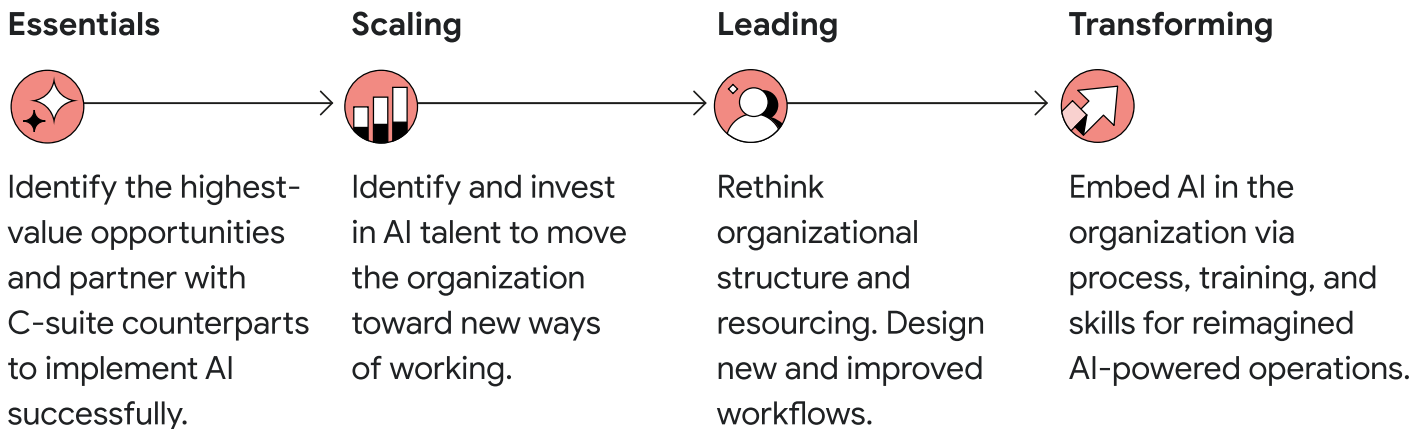 Essentials
Identify the highest-
value opportunities
and partner with
C-suite counterparts
to implement AI
successfully.
Scaling
Identify and invest
in AI talent to move
the organization
toward new ways
of working.
Leading
Rethink
organizational
structure and
resourcing. Design
new and improved
workflows.
Transforming
Embed AI in the
organization via
process, training, and
skills for reimagined
AI-powered operations.